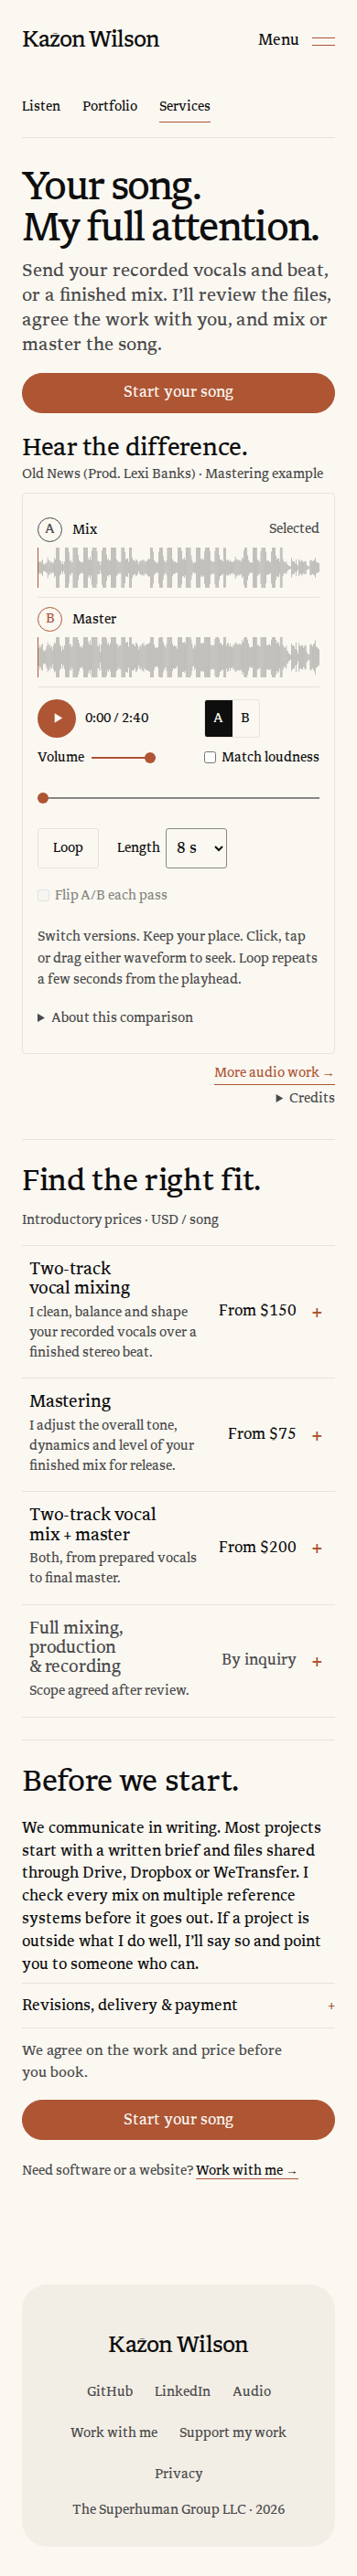 Kazon Wilson
Menu
Listen
Portfolio
Services
Your song.
My full attention.
Send your recorded vocals and beat,
or a finished mix. I’ll review the files,
agree the work with you, and mix or
master the song.
Start your song
Hear the difference.
Old News (Prod. Lexi Banks) · Mastering example
A Mix Selected
B Master
0:00 / 2:40 A B
Volume Match loudness
Loop Length 8 s
Flip A/B each pass
Switch versions. Keep your place. Click, tap
or drag either waveform to seek. Loop repeats
a few seconds from the playhead.
▶ About this comparison
More audio work →
▶ Credits
Find the right fit.
Introductory prices · USD / song
Two-track
vocal mixing
I clean, balance and shape
your recorded vocals over a
finished stereo beat.
From $150 +
Mastering
I adjust the overall tone,
dynamics and level of your
finished mix for release.
From $75 +
Two-track vocal
mix + master
Both, from prepared vocals
to final master.
From $200 +
Full mixing,
production
& recording
Scope agreed after review.
By inquiry +
Before we start.
We communicate in writing. Most projects
start with a written brief and files shared
through Drive, Dropbox or WeTransfer. I
check every mix on multiple reference
systems before it goes out. If a project is
outside what I do well, I’ll say so and point
you to someone who can.
Revisions, delivery & payment +
We agree on the work and price before
you book.
Start your song
Need software or a website? Work with me →
Kazon Wilson
GitHub LinkedIn Audio
Work with me Support my work
Privacy
The Superhuman Group LLC · 2026